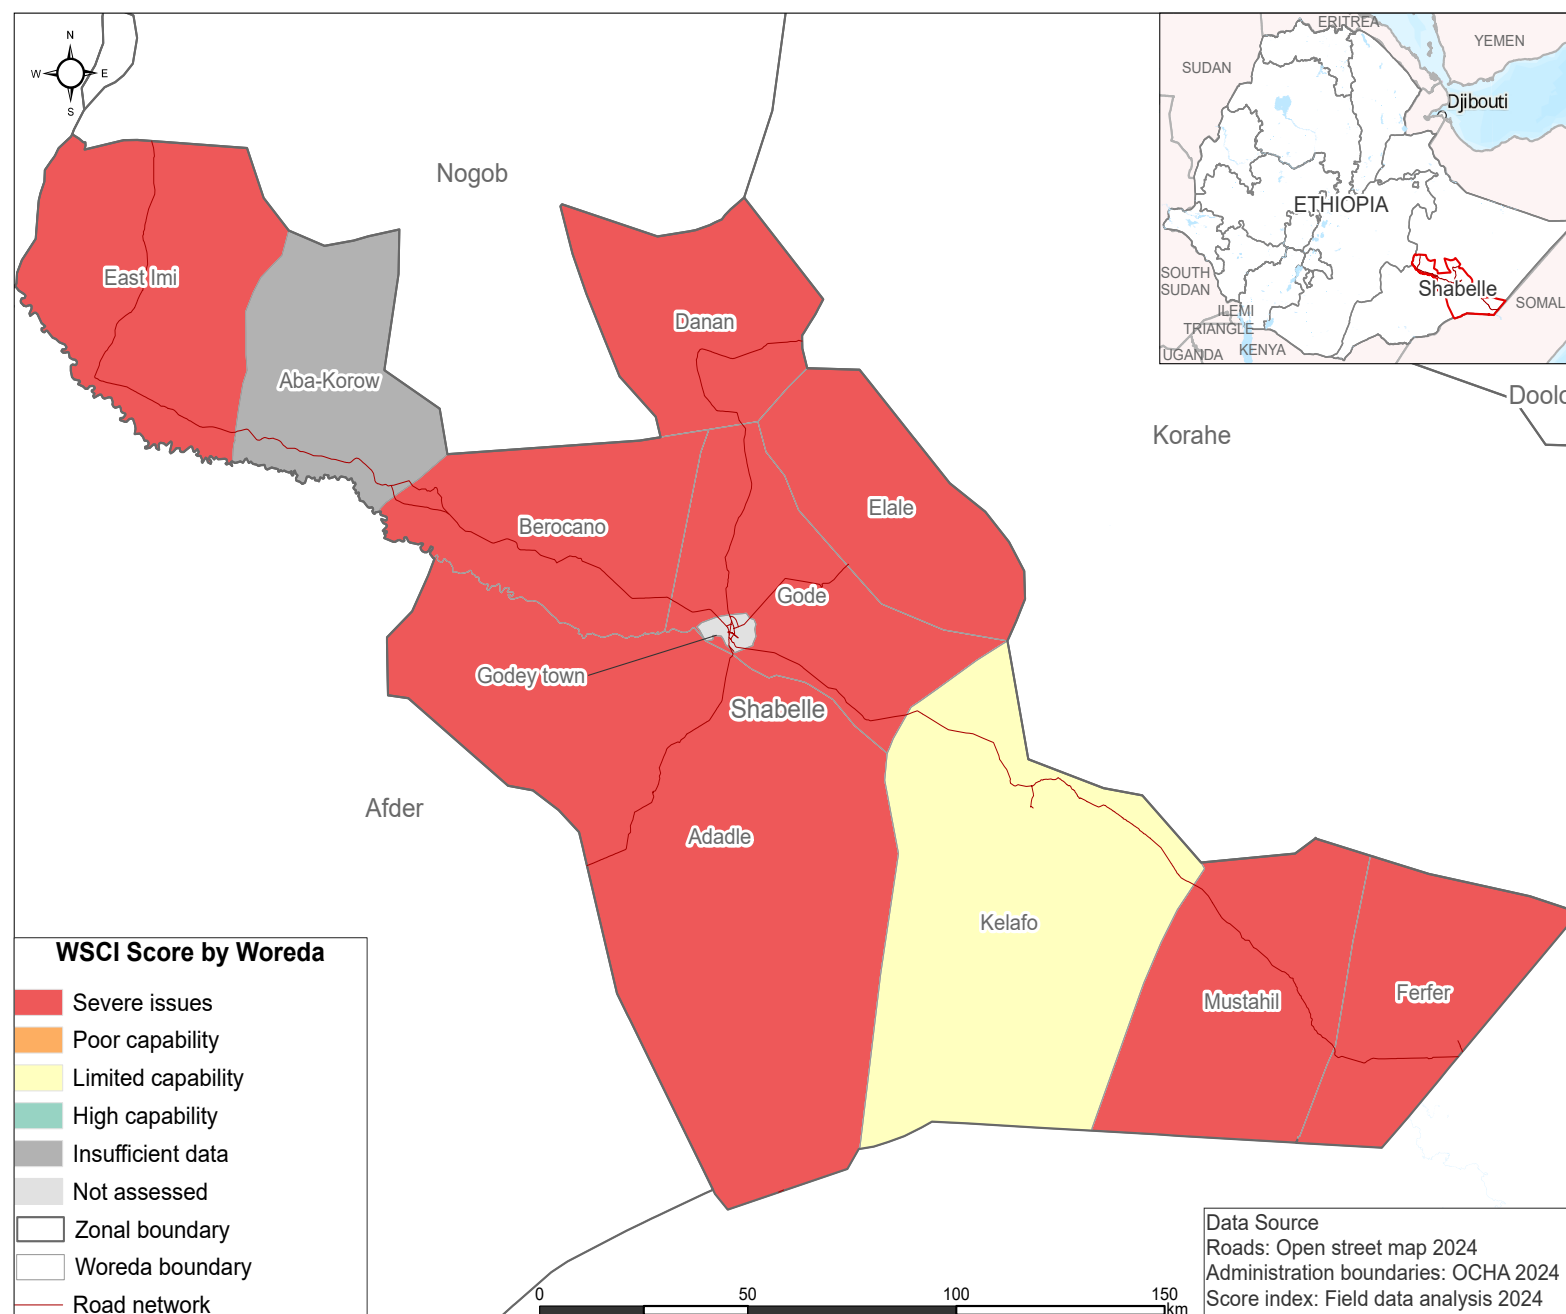 N
W E
S
Nogob
East Imi
Aba-Korow
Danan
Berocano
Elale
Gode
Godey town
Shabelle
Korahe
Afder
Adadle
Kelafo
Mustahil
Ferfer
Doolo
ERITREA
YEMEN
SUDAN
Djibouti
ETHIOPIA
SOUTH
SUDAN
Shabelle
SOMAL
ILEMI
TRIANGLE
UGANDA
KENYA
WSCI Score by Woreda
Severe issues
Poor capability
Limited capability
High capability
Insufficient data
Not assessed
Zonal boundary
Woreda boundary
Road network
0 50 100 150
km
Data Source
Roads: Open street map 2024
Administration boundaries: OCHA 2024
Score index: Field data analysis 2024